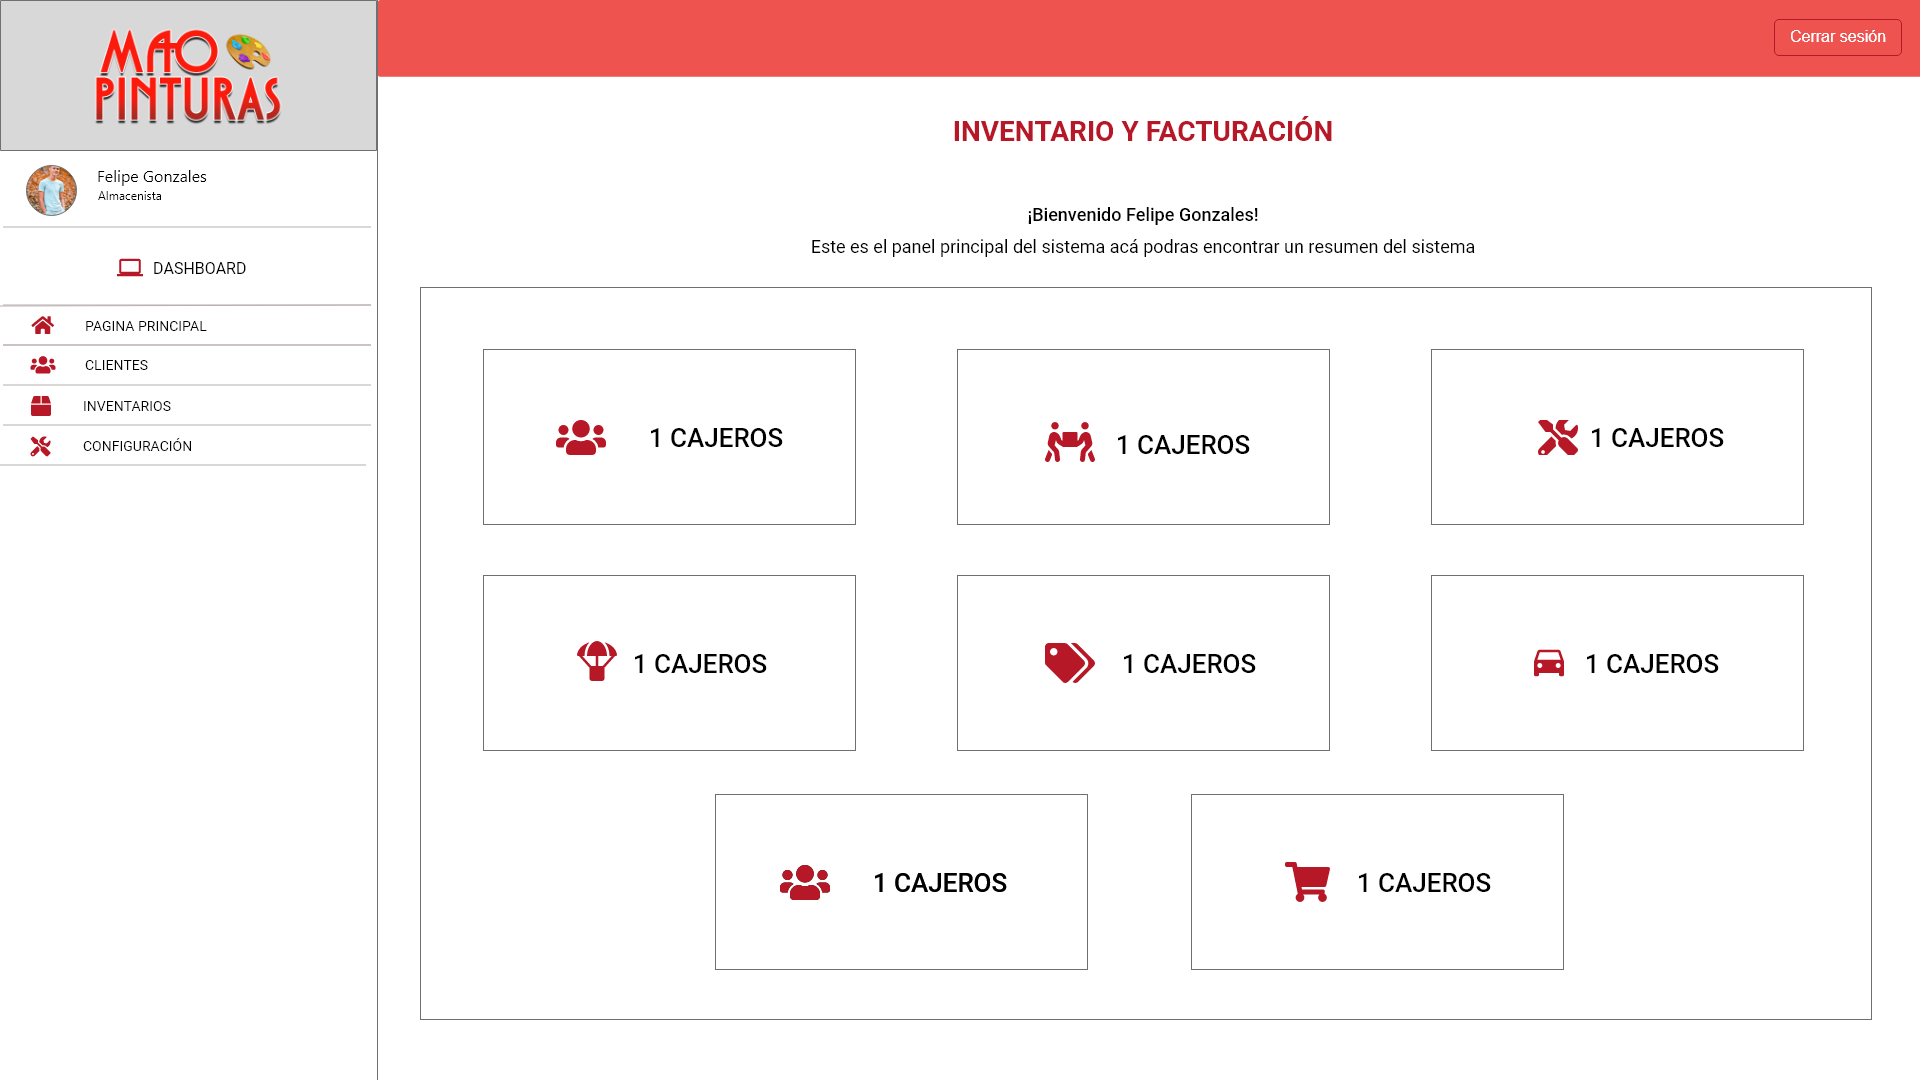 MAO
PINTURAS
Cerrar sesión
Felipe Gonzales
Almacenista
DASHBOARD
PAGINA PRINCIPAL
CLIENTES
INVENTARIOS
CONFIGURACIÓN
INVENTARIO Y FACTURACIÓN
¡Bienvenido Felipe Gonzales!
Este es el panel principal del sistema acá podras encontrar un resumen del sistema
1 CAJEROS
1 CAJEROS
1 CAJEROS
1 CAJEROS
1 CAJEROS
1 CAJEROS
1 CAJEROS
1 CAJEROS